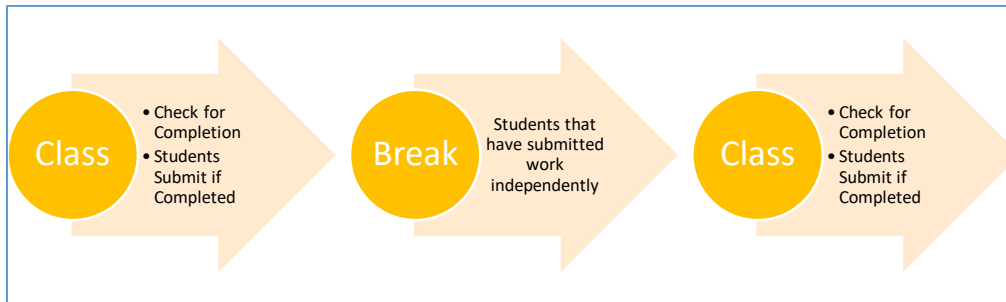 Class
• Check for
Completion
• Students
Submit if
Completed
Break
Students that
have submitted
work
independently
Class
• Check for
Completion
• Students
Submit if
Completed